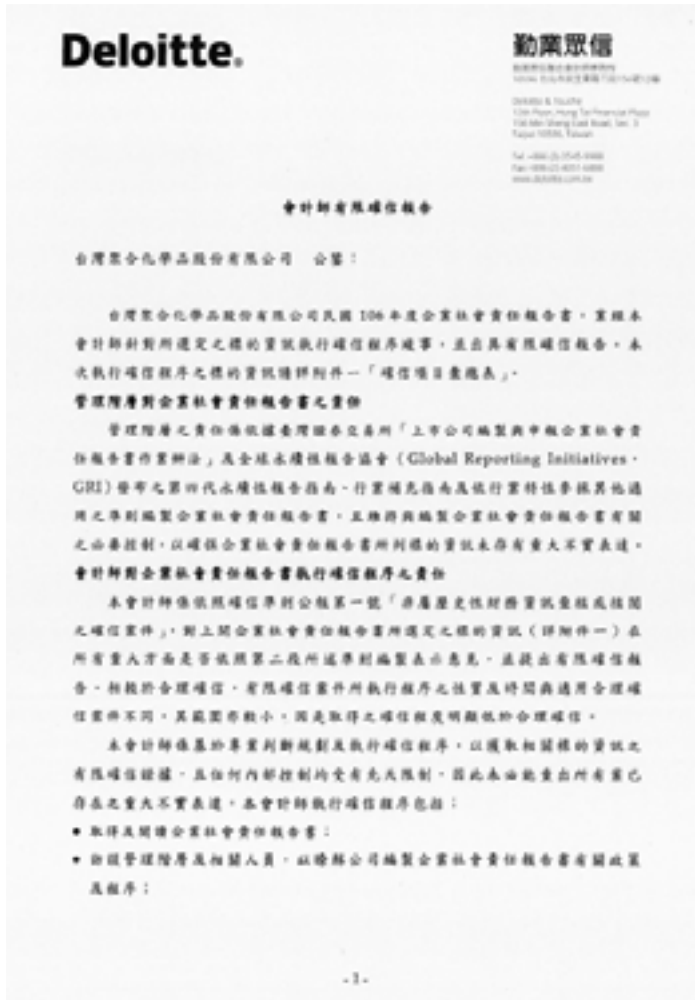 Deloitte.
勤業眾信
Deloitte & Touche
會計師有限確信報告
台灣聚合化學品股份有限公司 公鑒：
台灣聚合化學品股份有限公司民國 106 年度企業社會責任報告書，業經本
會計師針對所選定之標的資訊執行確信程序竣事，並出具有限確信報告。本
次執行確信程序之標的資訊請詳附件一「確信項目彙總表」。
管理階層對企業社會責任報告書之責任
管理階層之責任係依據臺灣證券交易所「上市公司編製與申報企業社會責
任報告書作業辦法」及全球永續性報告協會（Global Reporting Initiatives，
GRI）發布之第四代永續性報告指南、行業補充指南及依行業特性參採其他適
用之準則編製企業社會責任報告書，且維持與編製企業社會責任報告書有關
之必要控制，以確保企業社會責任報告書所列標的資訊未存有重大不實表達。
會計師對企業社會責任報告書執行確信程序之責任
本會計師係依照確信準則公報第一號「非屬歷史性財務資訊查核或核閱
之確信案件」，對上開企業社會責任報告書所選定之標的資訊（詳附件一）在
所有重大方面是否依照第二段所述準則編製表示意見，並提出有限確信報
告。相較於合理確信，有限確信案件所執行程序之性質及時間與適用合理確
信案件不同，其範圍亦較小，因是取得之確信程度明顯低於合理確信。
本會計師係基於專業判斷規劃及執行確信程序，以獲取相關標的資訊之
有限確信證據，且任何內部控制均受有先天限制，因此未必能查出所有業已
存在之重大不實表達。本會計師執行確信程序包括：
• 取得及閱讀企業社會責任報告書；
• 訪談管理階層及相關人員，以瞭解公司編製企業社會責任報告書有關政策
及程序；
- 1 -